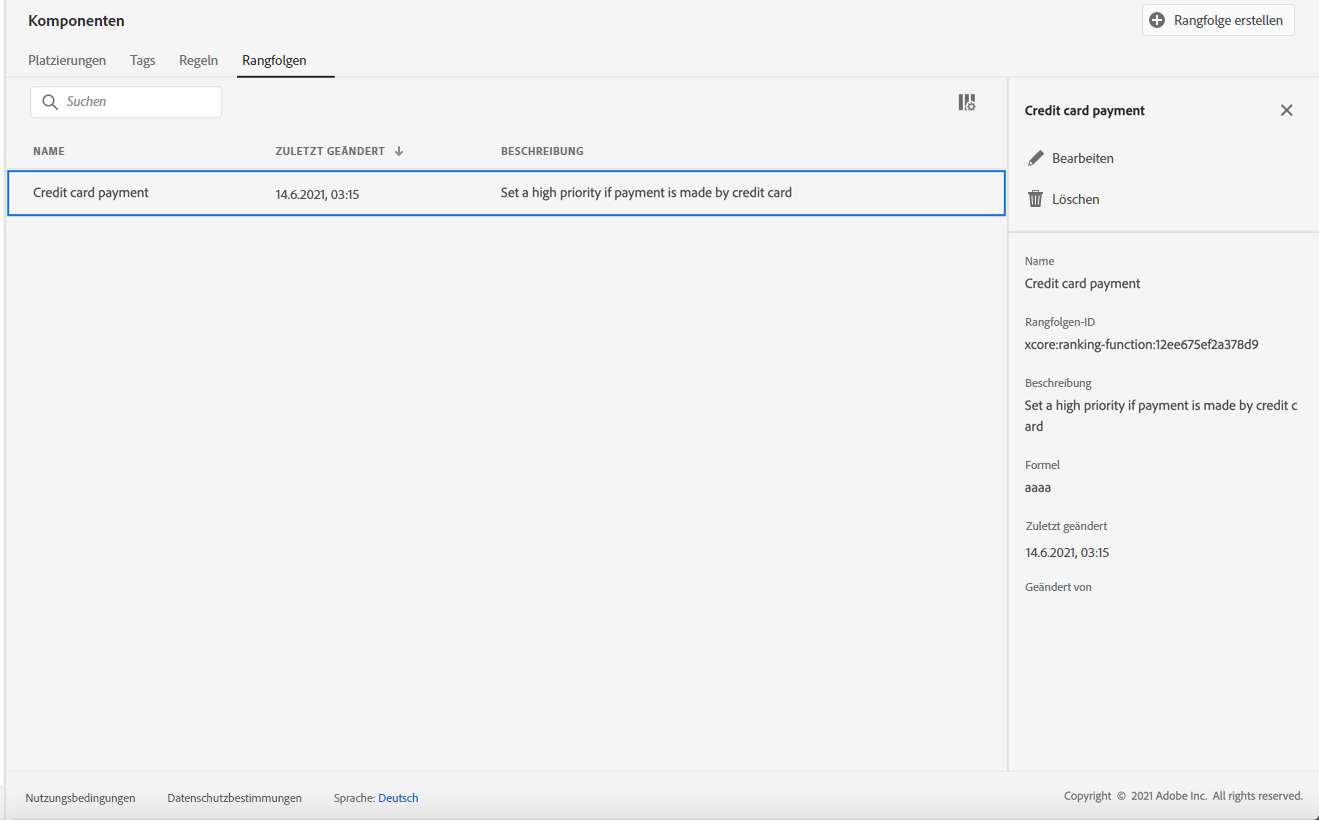 Komponenten
Rangfolge erstellen
Platzierungen Tags Regeln Rangfolgen
Suchen
NAME ZULETZT GEÄNDERT BESCHREIBUNG
Credit card payment 14.6.2021, 03:15 Set a high priority if payment is made by credit card
Credit card payment
Bearbeiten
Löschen
Name
Credit card payment
Rangfolgen-ID
xcore:ranking-function:12ee675ef2a378d9
Beschreibung
Set a high priority if payment is made by credit c
ard
Formel
aaaa
Zuletzt geändert
14.6.2021, 03:15
Geändert von
Nutzungsbedingungen Datenschutzbestimmungen Sprache: Deutsch
Copyright © 2021 Adobe Inc. All rights reserved.